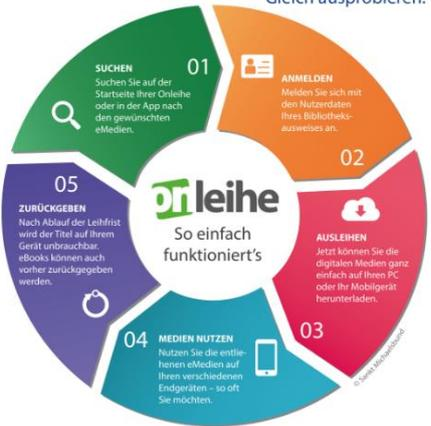 Gleich ausprobieren!
SUCHEN
01
Suchen Sie auf der
Startseite Ihrer Onleihe
oder in der App nach
den gewünschten
eMedien.
ANMELDEN
Melden Sie sich mit
den Nutzerdaten
Ihres Bibliotheks-
ausweises an.
02
AUSLEIHEN
Jetzt können Sie die
digitalen Medien ganz
einfach auf Ihren PC
oder Ihr Mobilgerät
herunterladen.
03
04
MEDIEN NUTZEN
Nutzen Sie die entlie-
henen eMedien auf
Ihren verschiedenen
Endgeräten – so oft
Sie möchten.
05
ZURÜCKGEBEN
Nach Ablauf der Leihfrist
wird der Titel auf Ihrem
Gerät unbrauchbar.
eBooks können auch
vorher zurückgegeben
werden.
onleihe
So einfach
funktioniert's
© Sankt Michaelsbund